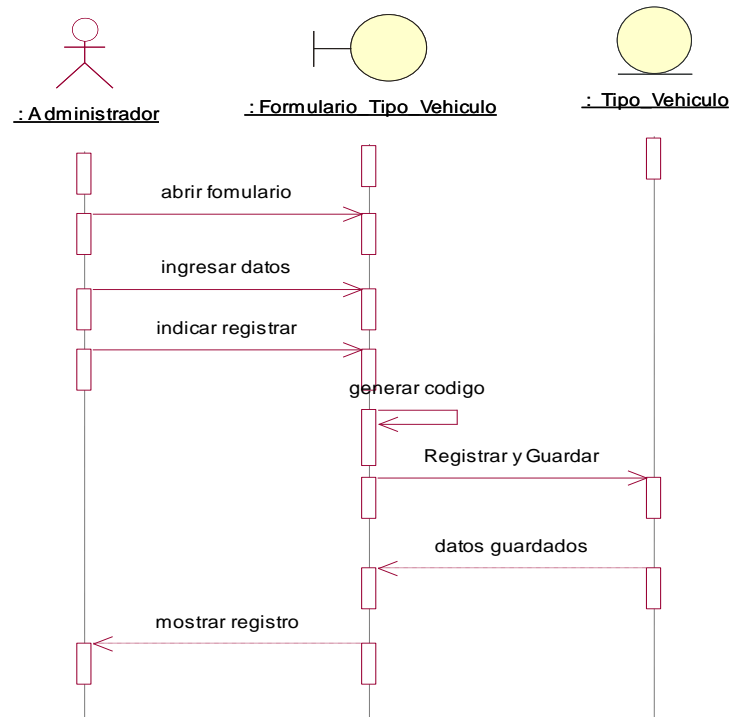 : Administrador
: Formulario_Tipo_Vehiculo
: Tipo_Vehiculo
abrir fomulario
ingresar datos
indicar registrar
generar codigo
Registrar y Guardar
datos guardados
mostrar registro